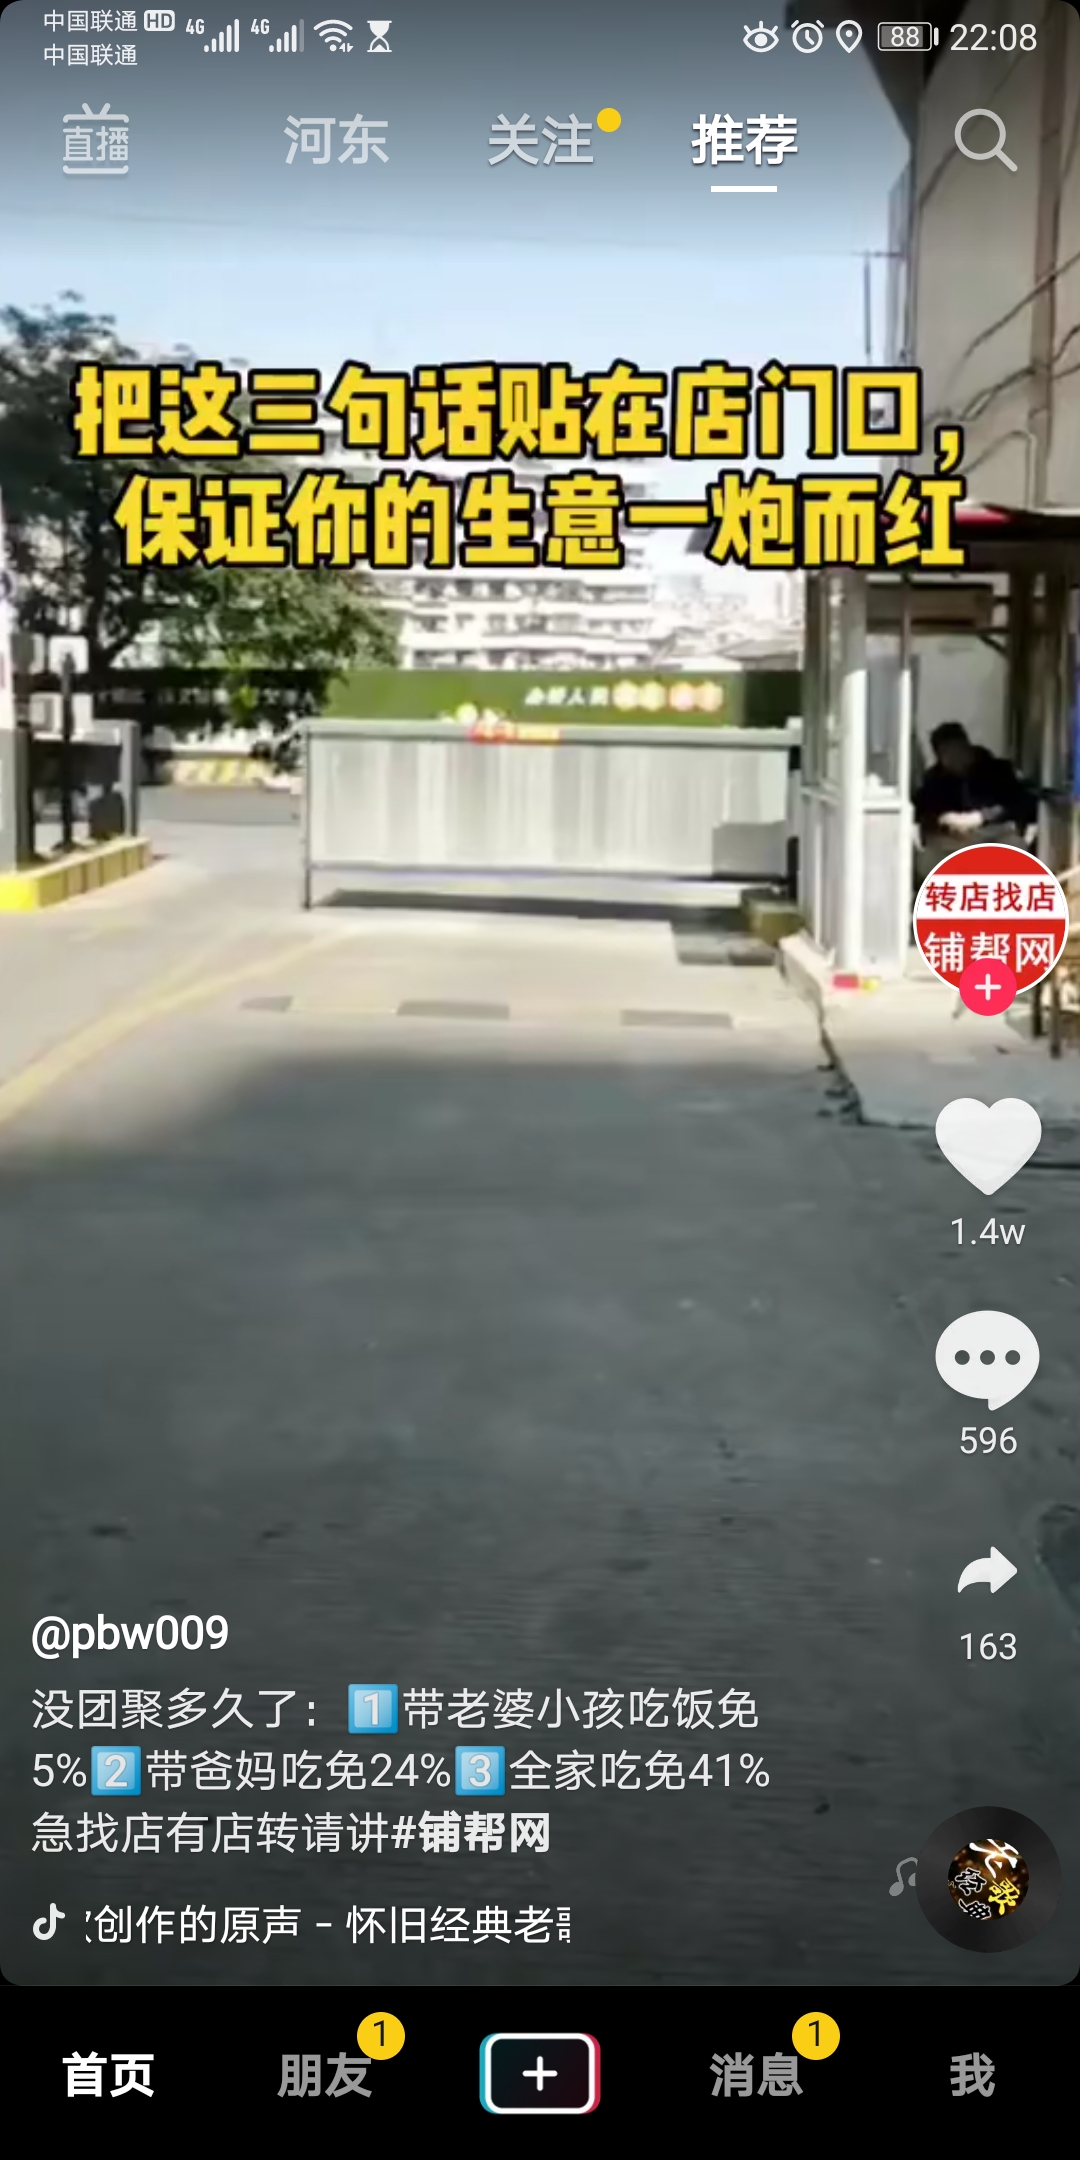 中国联通 HD 4G 4G 88 22:08
中国联通
直播 河东 关注 推荐
把这三句话贴在店门口，
保证你的生意一炮而红
转店找店
铺帮网
1.4w
596
163
@pbw009
没团聚多久了：1️⃣带老婆小孩吃饭免
5%2️⃣带爸妈吃免24%3️⃣全家吃免41%
急找店有店转请讲#铺帮网
创作的原声 - 怀旧经典老
首页 朋友 1 消息 1 我